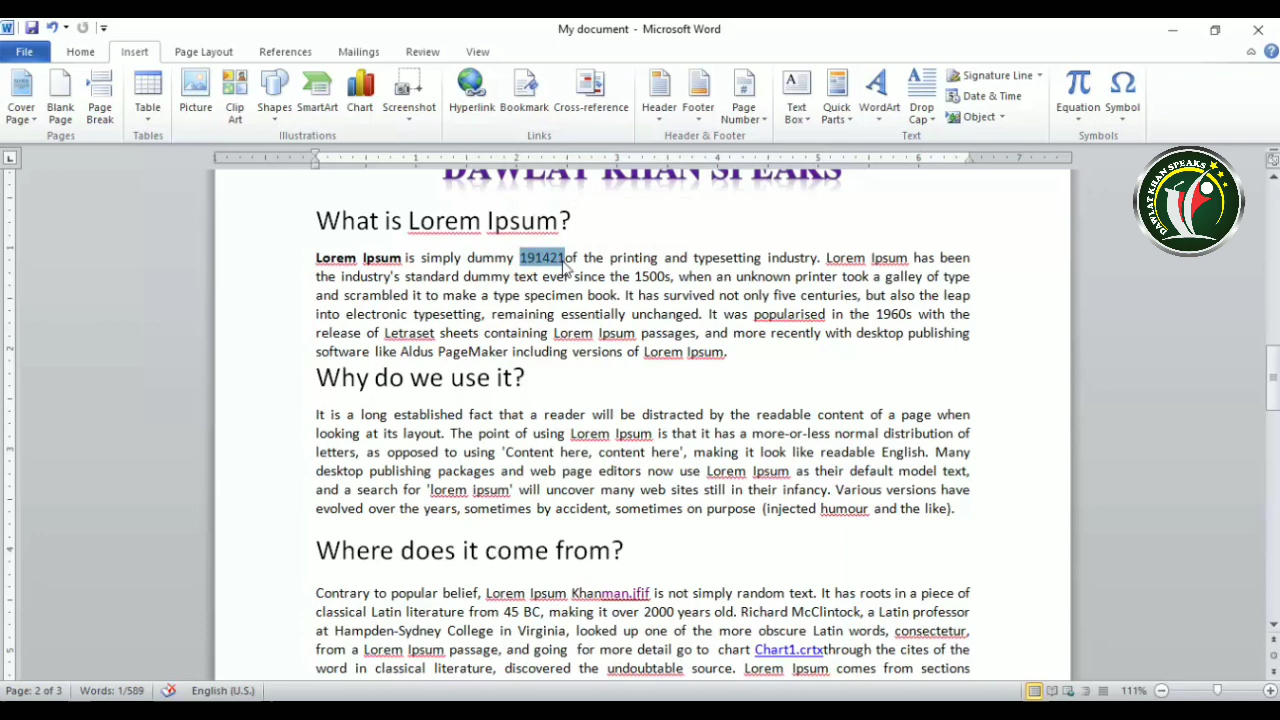 My document - Microsoft Word
File Home Insert Page Layout References Mailings Review View
Cover Page Blank Page Page Break Table Picture Clip Art Shapes SmartArt Chart Screenshot Hyperlink Bookmark Cross-reference Header Footer Page Number Text Box Quick Parts WordArt Drop Cap Signature Line Date & Time Object Equation Symbol
Pages Tables Illustrations Links Header & Footer Text Symbols
1 2 3 4 5 6 7
DAWLAT KHAN SPEAKS
DAWLAT KHAN SPEAKS
What is Lorem Ipsum?
Lorem Ipsum is simply dummy 191421of the printing and typesetting industry. Lorem Ipsum has been
the industry's standard dummy text ever since the 1500s, when an unknown printer took a galley of type
and scrambled it to make a type specimen book. It has survived not only five centuries, but also the leap
into electronic typesetting, remaining essentially unchanged. It was popularised in the 1960s with the
release of Letraset sheets containing Lorem Ipsum passages, and more recently with desktop publishing
software like Aldus PageMaker including versions of Lorem Ipsum.
Why do we use it?
It is a long established fact that a reader will be distracted by the readable content of a page when
looking at its layout. The point of using Lorem Ipsum is that it has a more-or-less normal distribution of
letters, as opposed to using 'Content here, content here', making it look like readable English. Many
desktop publishing packages and web page editors now use Lorem Ipsum as their default model text,
and a search for 'lorem ipsum' will uncover many web sites still in their infancy. Various versions have
evolved over the years, sometimes by accident, sometimes on purpose (injected humour and the like).
Where does it come from?
Contrary to popular belief, Lorem Ipsum Khanman.jfif is not simply random text. It has roots in a piece of
classical Latin literature from 45 BC, making it over 2000 years old. Richard McClintock, a Latin professor
at Hampden-Sydney College in Virginia, looked up one of the more obscure Latin words, consectetur,
from a Lorem Ipsum passage, and going for more detail go to chart Chart1.crtxthrough the cites of the
word in classical literature, discovered the undoubtable source. Lorem Ipsum comes from sections
Page: 2 of 3 Words: 1/589 English (U.S.) 111%